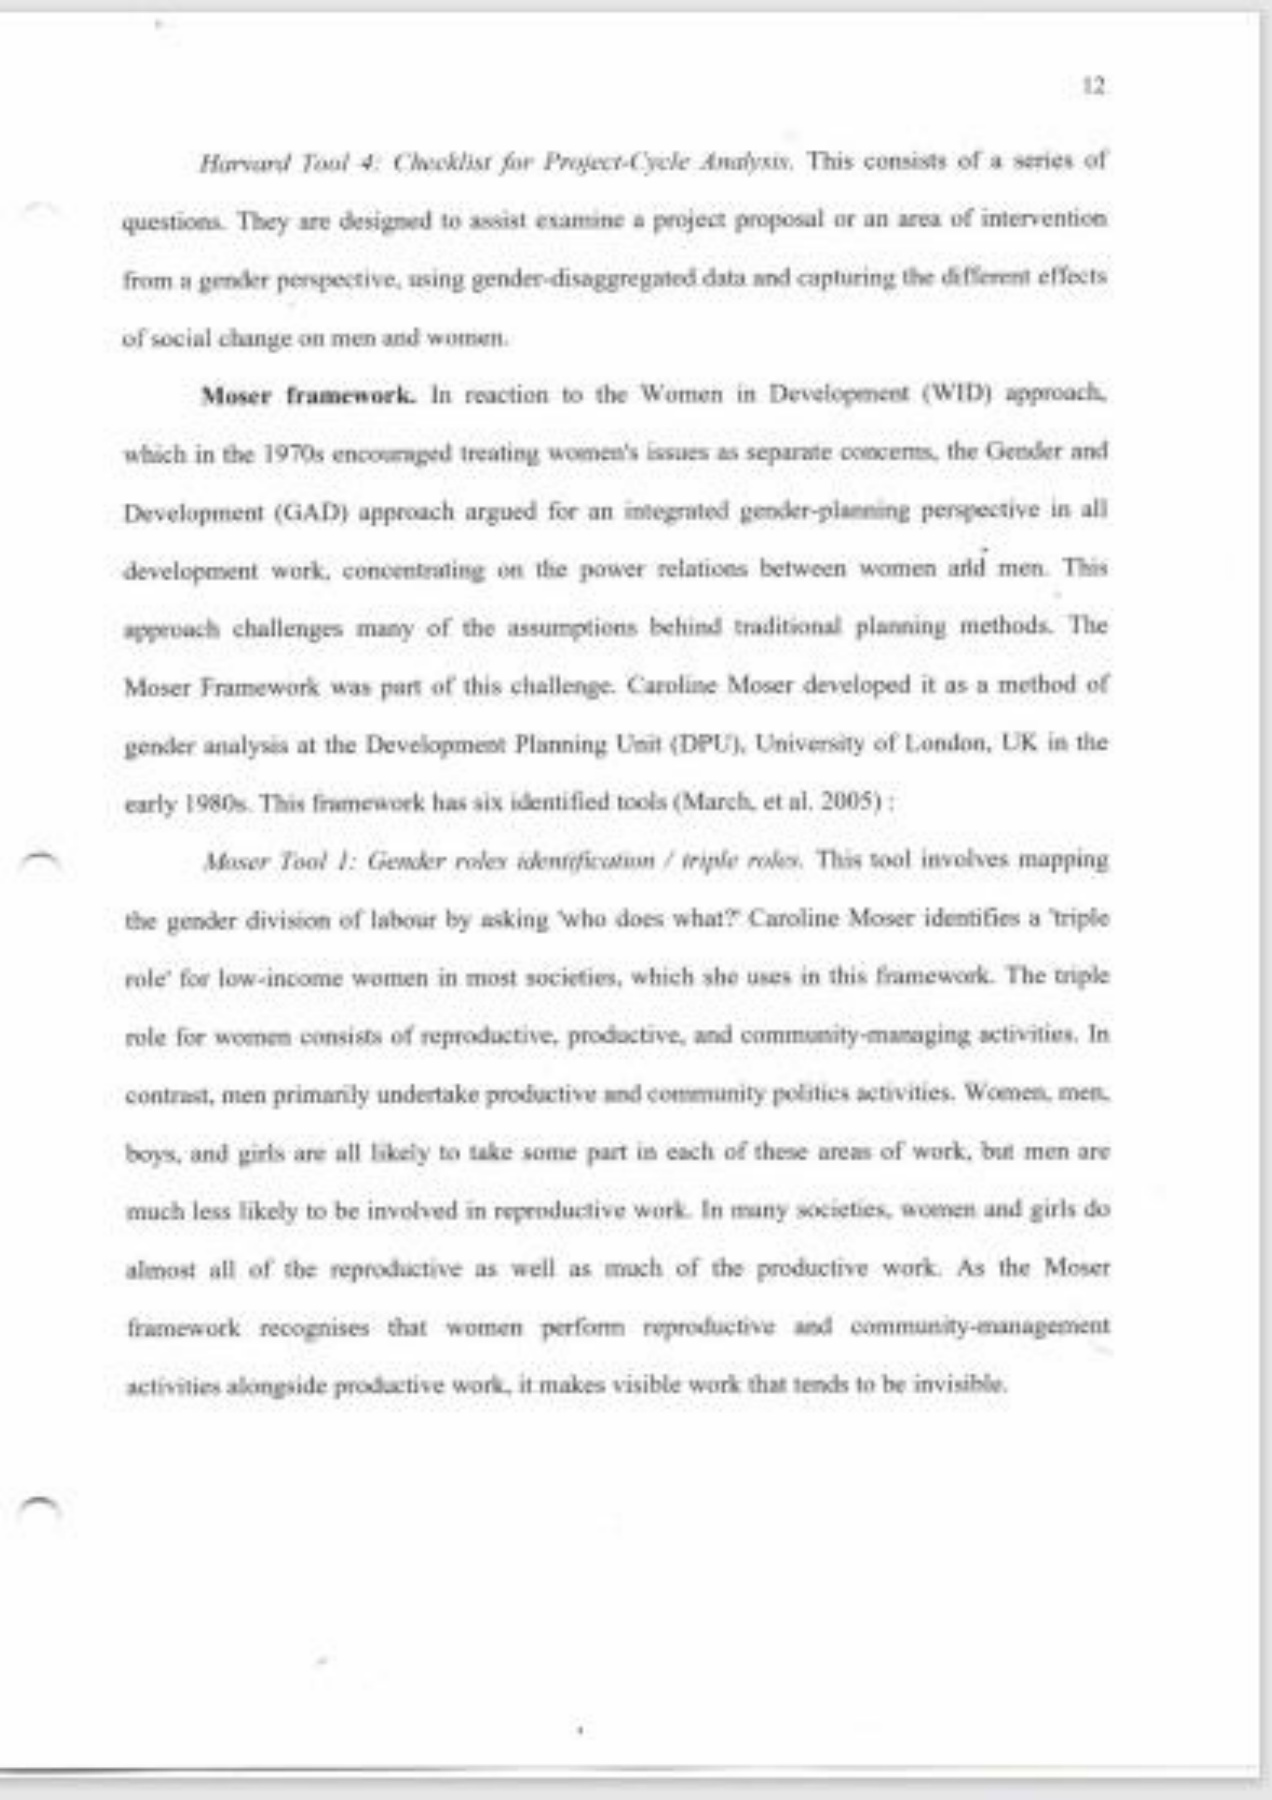 12
Harvard Tool 4: Checklist for Project-Cycle Analysis. This consists of a series of
questions. They are designed to assist examine a project proposal or an area of intervention
from a gender perspective, using gender-disaggregated data and capturing the different effects
of social change on men and women.
Moser framework. In reaction to the Women in Development (WID) approach,
which in the 1970s encouraged treating women's issues as separate concerns, the Gender and
Development (GAD) approach argued for an integrated gender-planning perspective in all
development work, concentrating on the power relations between women and men. This
approach challenges many of the assumptions behind traditional planning methods. The
Moser Framework was part of this challenge. Caroline Moser developed it as a method of
gender analysis at the Development Planning Unit (DPU), University of London, UK in the
early 1980s. This framework has six identified tools (March, et al. 2005) :
Moser Tool 1: Gender roles identification / triple roles. This tool involves mapping
the gender division of labour by asking 'who does what?' Caroline Moser identifies a 'triple
role' for low-income women in most societies, which she uses in this framework. The triple
role for women consists of reproductive, productive, and community-managing activities. In
contrast, men primarily undertake productive and community politics activities. Women, men,
boys, and girls are all likely to take some part in each of these areas of work, but men are
much less likely to be involved in reproductive work. In many societies, women and girls do
almost all of the reproductive as well as much of the productive work. As the Moser
framework recognises that women perform reproductive and community-management
activities alongside productive work, it makes visible work that tends to be invisible.